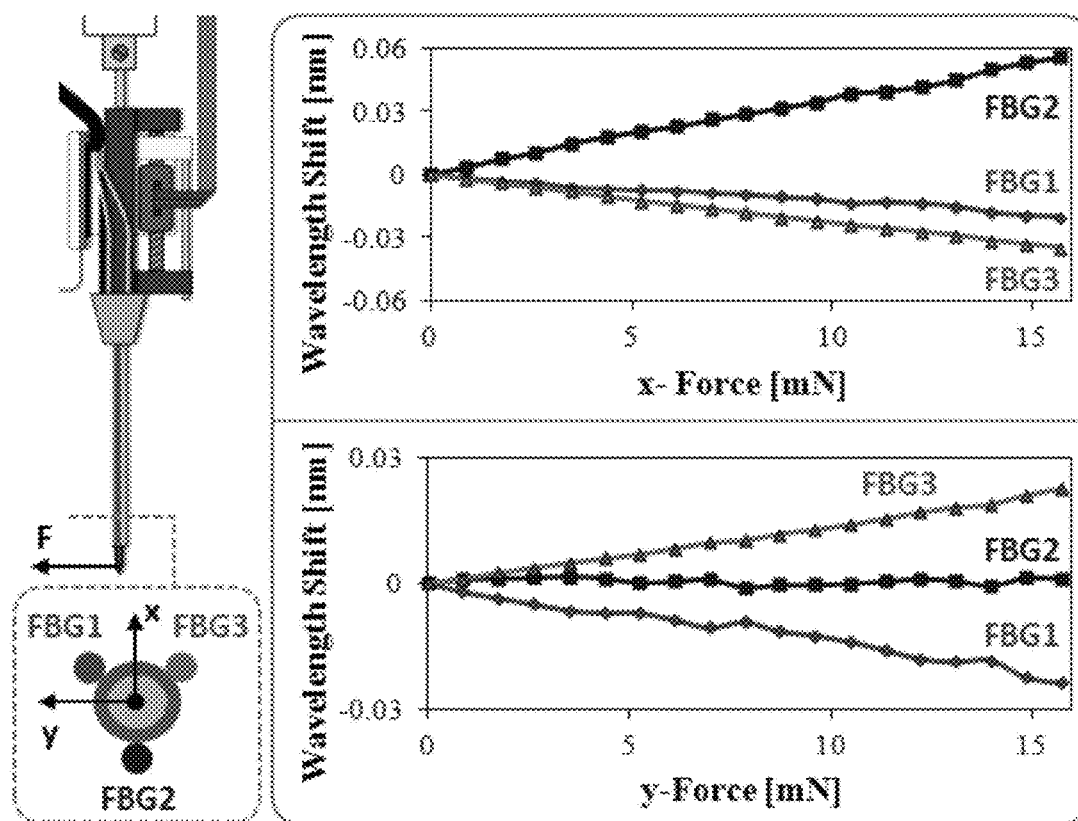 F
FBG1
x
FBG3
y
FBG2
Wavelength Shift [nm]
0.06
0.03
0
-0.03
-0.06
FBG2
FBG1
FBG3
0 5 10 15
x- Force [mN]
Wavelength Shift [nm]
0.03
0
-0.03
FBG3
FBG2
FBG1
0 5 10 15
y-Force [mN]